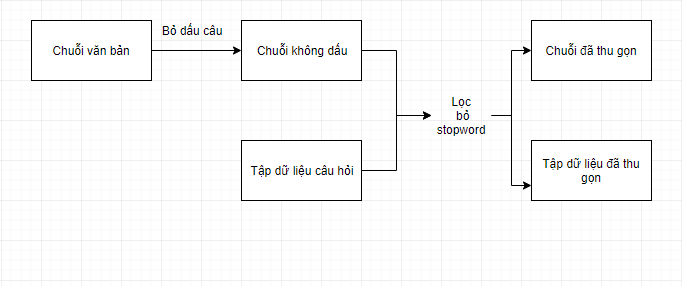 Chuỗi văn bản
Bỏ dấu câu
Chuỗi không dấu
Tập dữ liệu câu hỏi
Lọc
bỏ
stopword
Chuỗi đã thu gọn
Tập dữ liệu đã thu
gọn